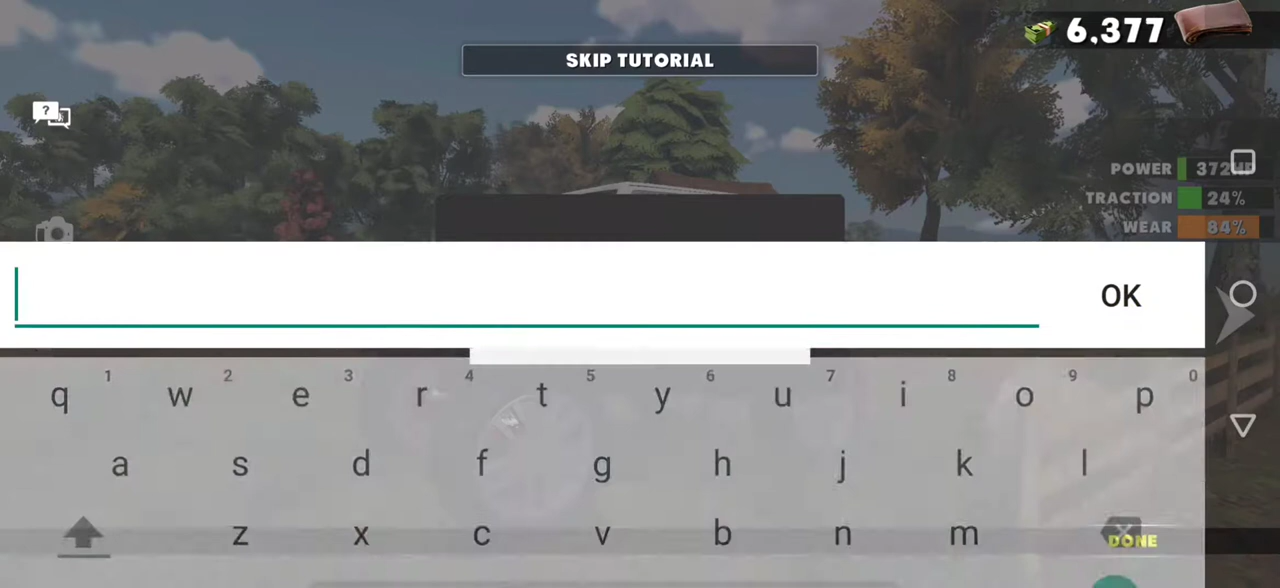 6,377
SKIP TUTORIAL
?
POWER 372HP
TRACTION 24%
WEAR 84%
OK
1 2 3 4 5 6 7 8 9 0
q w e r t y u i o p
a s d f g h j k l
z x c v b n m
DONE